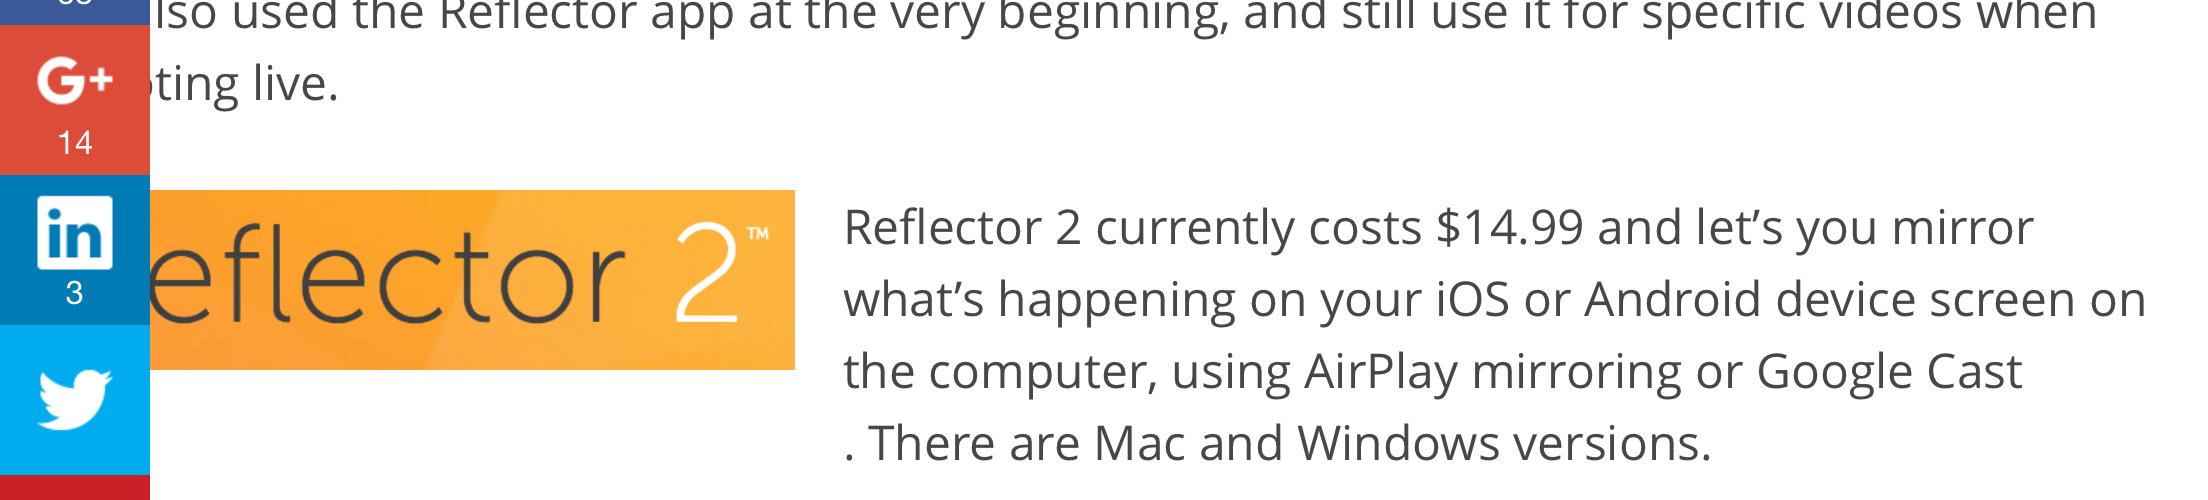 lso used the Reflector app at the very beginning, and still use it for specific videos when
ting live.
G+
14
in
3
eflector 2™
Reflector 2 currently costs $14.99 and let’s you mirror
what’s happening on your iOS or Android device screen on
the computer, using AirPlay mirroring or Google Cast
. There are Mac and Windows versions.